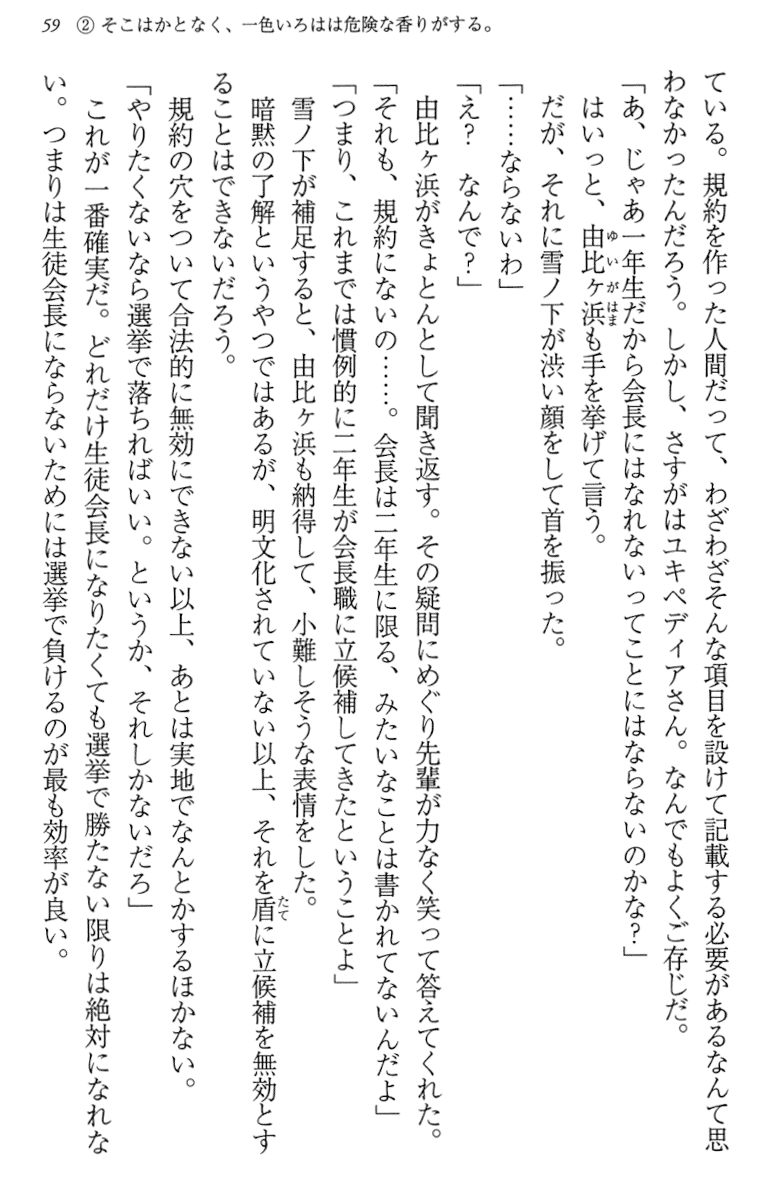 59 ② そこはかとなく、一色いろはは危険な香りがする。
ている。規約を作った人間だって、わざわざそんな項目を設けて記載する必要があるなんて思
わなかったんだろう。しかし、さすがはユキペディアさん。なんでもよくご存じだ。
「あ、じゃあ一年生だから会長にはなれないってことにはならないのかな?」
はいっと、由比ヶ浜も手を挙げて言う。
ゆいがはま
だが、それに雪ノ下が渋い顔をして首を振った。
「……ならないわ」
「え? なんで?」
由比ヶ浜がきょとんとして聞き返す。その疑問にめぐり先輩が力なく笑って答えてくれた。
「それも、規約にないの……。会長は二年生に限る、みたいなことは書かれてないんだよ」
「つまり、これまでは慣例的に二年生が会長職に立候補してきたということよ」
雪ノ下が補足すると、由比ヶ浜も納得して、小難しそうな表情をした。
暗黙の了解というやつではあるが、明文化されていない以上、それを盾に立候補を無効とす
たて
ることはできないだろう。
規約の穴をついて合法的に無効にできない以上、あとは実地でなんとかするほかない。
「やりたくないなら選挙で落ちればいい。というか、それしかないだろ」
これが一番確実だ。どれだけ生徒会長になりたくても選挙で勝たない限りは絶対になれな
い。つまりは生徒会長にならないためには選挙で負けるのが最も効率が良い。